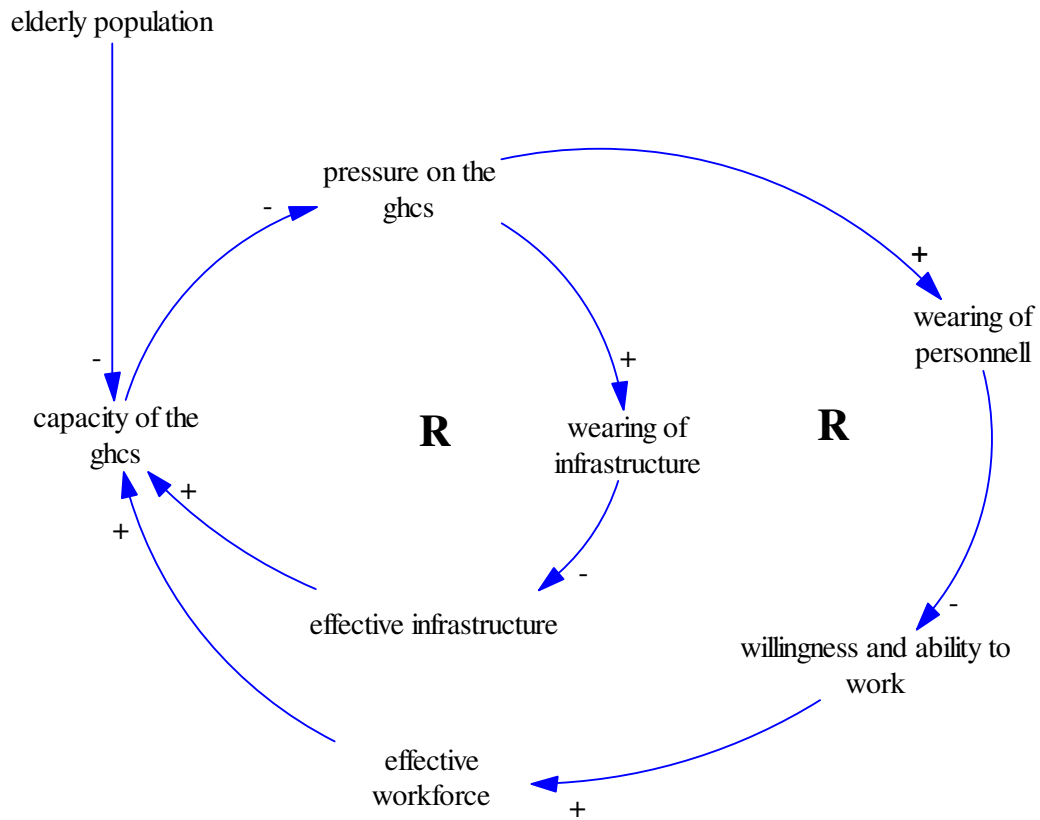 elderly population
pressure on the
ghcs
-
+
wearing of
personnell
+
-
capacity of the
ghcs
R
R
wearing of
infrastructure
+
+
-
effective infrastructure
-
willingness and ability to
work
effective
workforce
+